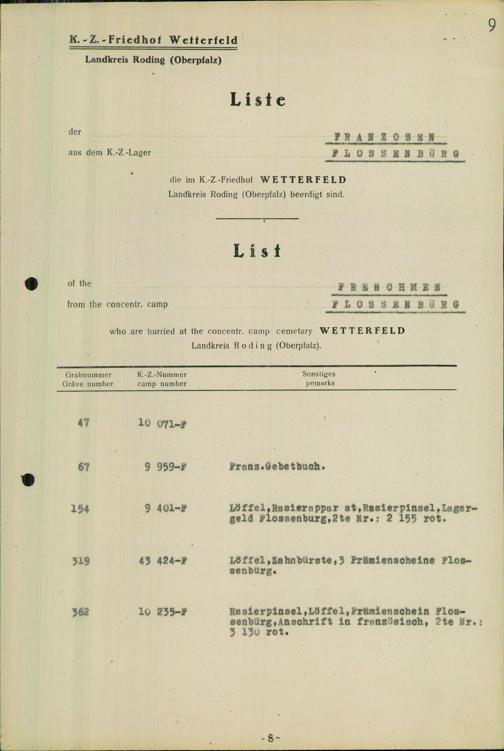 9
K.-Z.-Friedhof Wetterfeld
Landkreis Roding (Oberpfalz)
Liste
der FRANZOSEN
aus dem K.-Z.-Lager FLOSSENBÜRG
die im K.-Z.-Friedhof WETTERFELD
Landkreis Roding (Oberpfalz) beerdigt sind.
List
of the FRENCHMEN
from the concentr. camp FLOSSENBÜRG
who are burried at the concentr. camp cemetary WETTERFELD
Landkreis Roding (Oberpfalz).
Grabnummer K.-Z.-Nummer Sonstiges
Gräve number camp number pemarks
47 10 071-F
67 9 959-F Franz.Gebetbuch.
154 9 401-F Löffel,Rasierappar at,Rasierpinsel,Lager-
geld Flossenburg,2te Nr.: 2 155 rot.
319 43 424-F Löffel,Zahnbürste,3 Prämienscheine Flos-
senbürg.
362 10 235-F Rasierpinsel,Löffel,Prämienschein Flos-
senbürg,Anschrift in französisch, 2te Nr.:
3 130 rot.
-8-